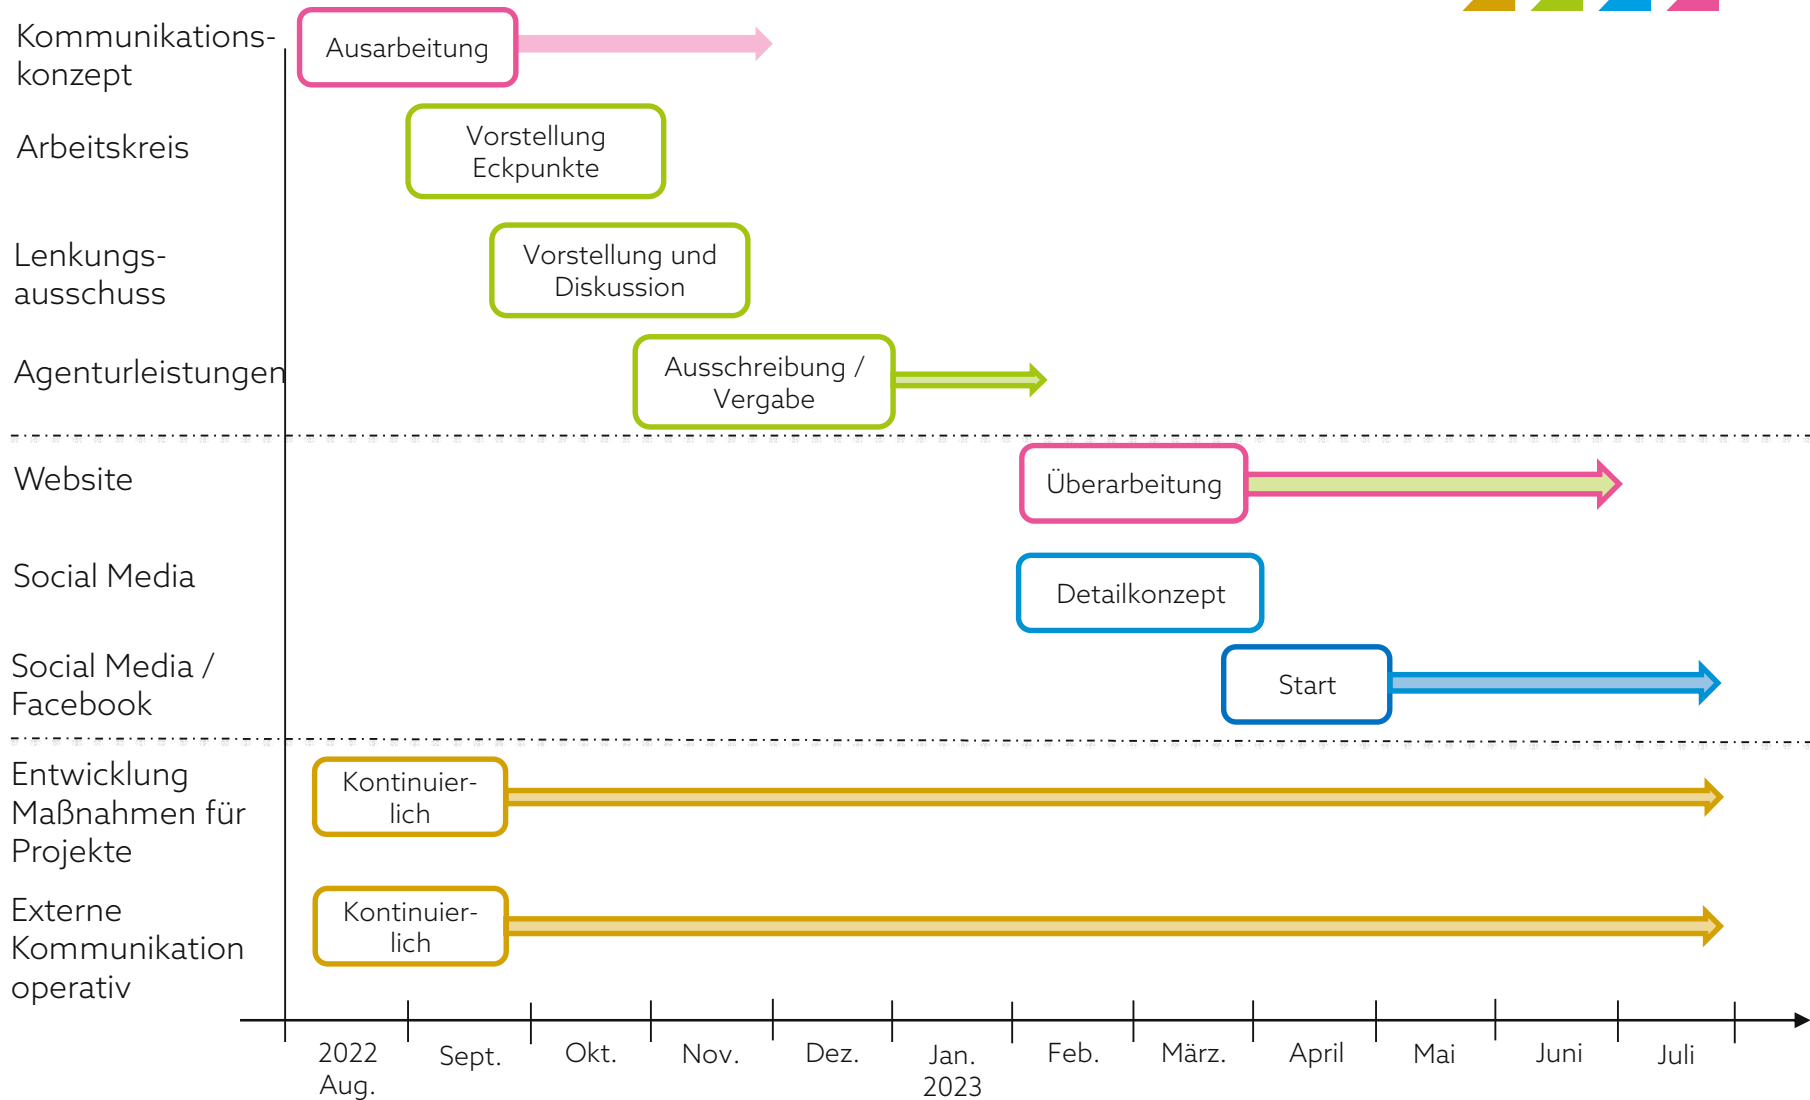 Kommunikations-
konzept
Ausarbeitung
Arbeitskreis
Vorstellung
Eckpunkte
Lenkungs-
ausschuss
Vorstellung und
Diskussion
Agenturleistungen
Ausschreibung /
Vergabe
Website
Überarbeitung
Social Media
Detailkonzept
Social Media /
Facebook
Start
Entwicklung
Maßnahmen für
Projekte
Kontinuier-
lich
Externe
Kommunikation
operativ
Kontinuier-
lich
2022
Aug.
Sept.
Okt.
Nov.
Dez.
Jan.
2023
Feb.
März.
April
Mai
Juni
Juli